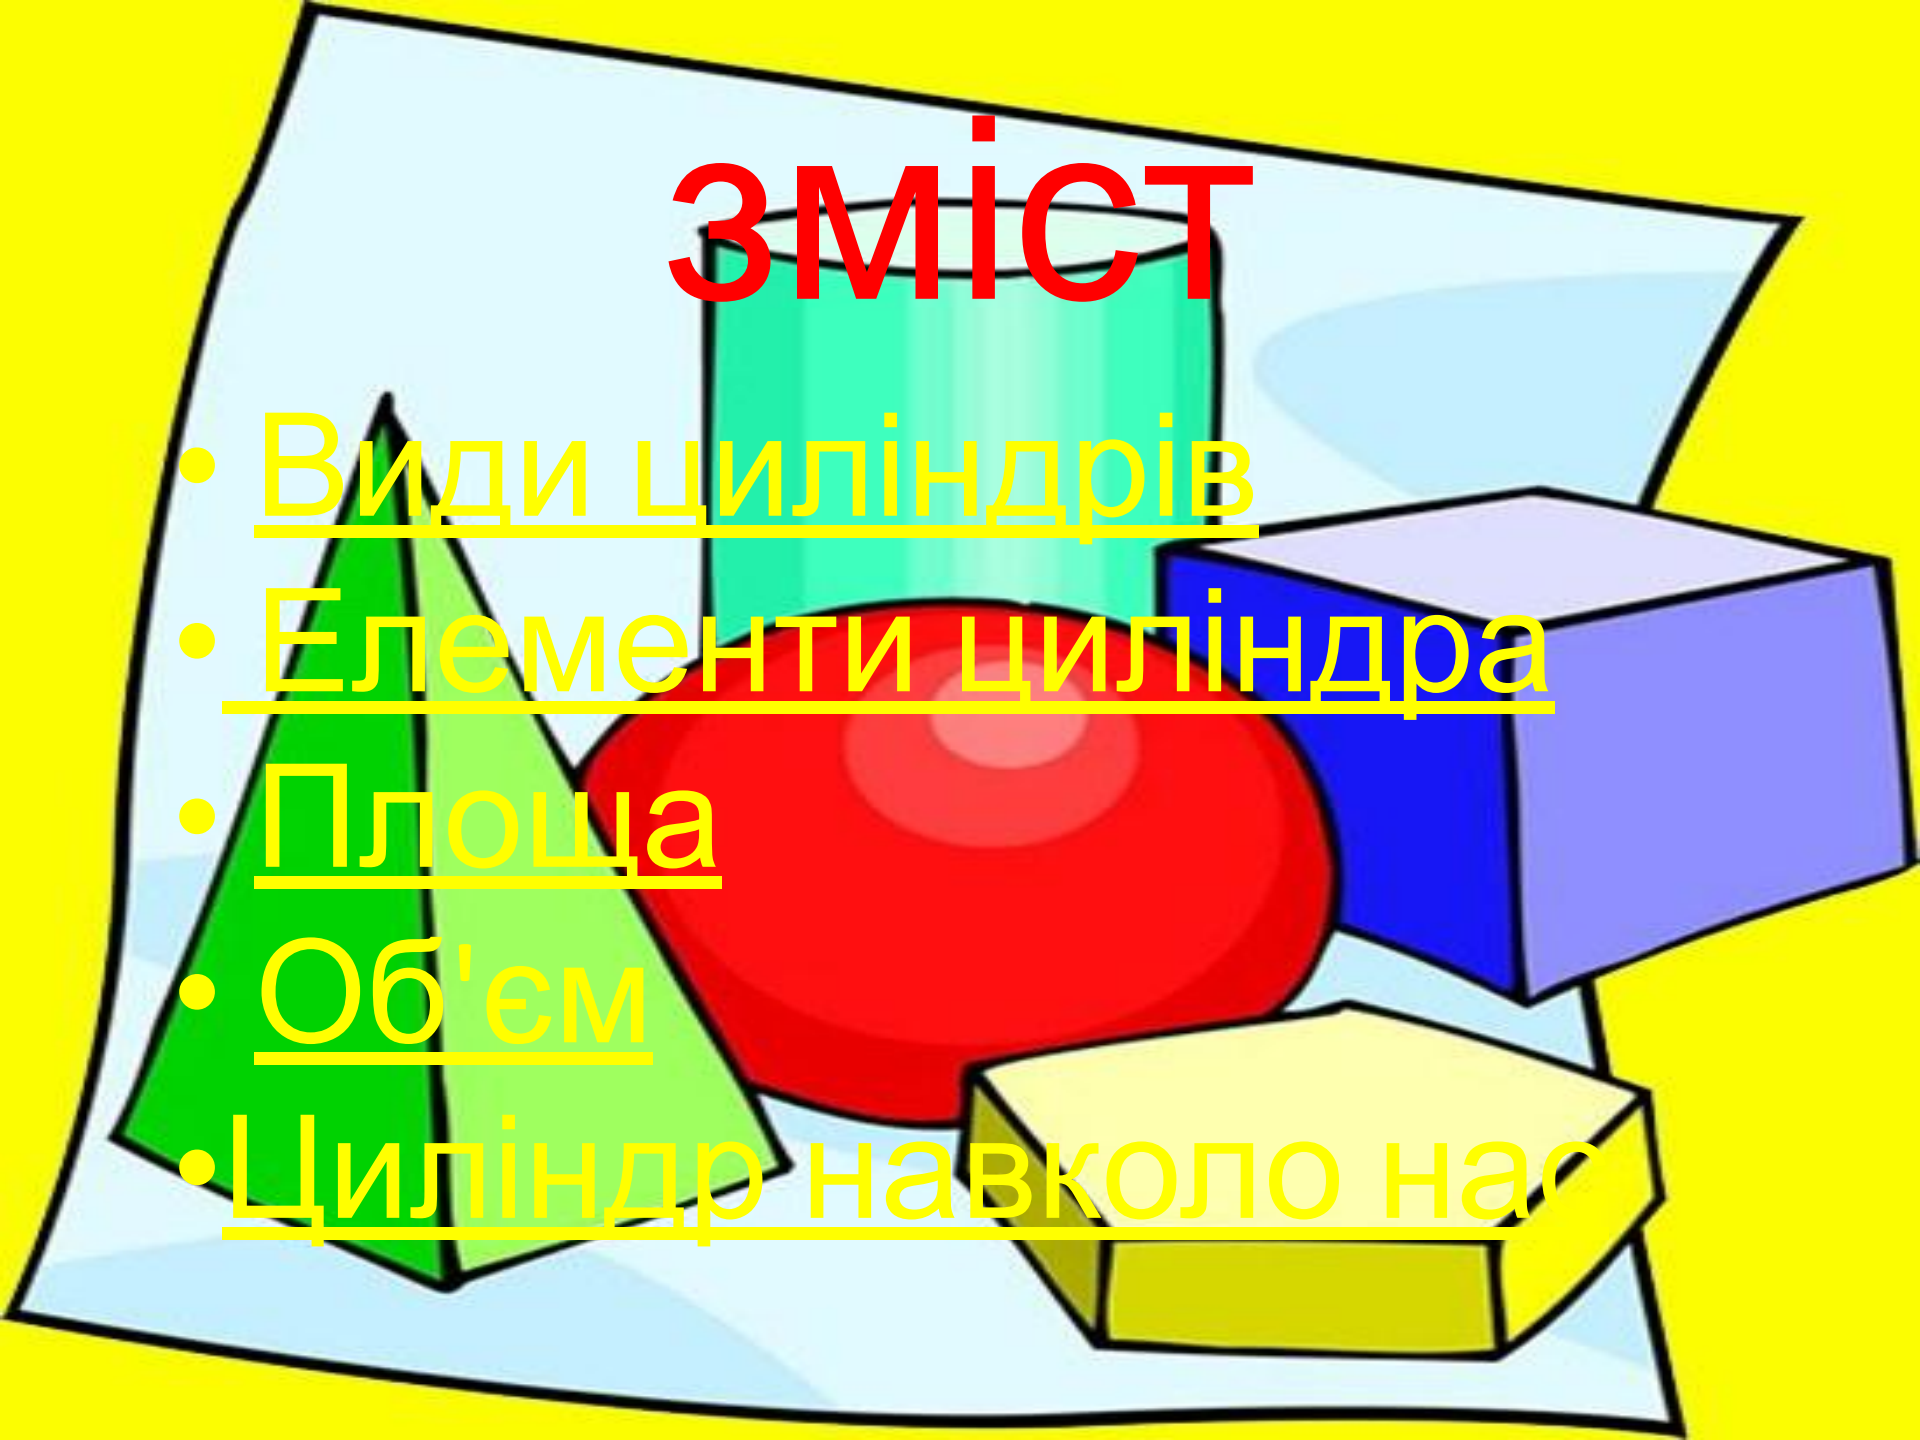 зміст
• Види циліндрів
• Елементи циліндра
• Площа
• Об'єм
•Циліндр навколо нас